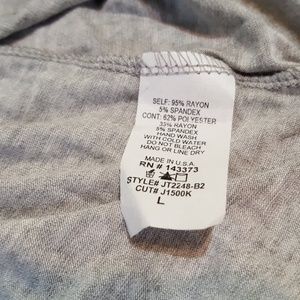 SELF: 95% RAYON
5% SPANDEX
CONT: 62% POLYESTER
33% RAYON
5% SPANDEX
HAND WASH
WITH COLD WATER
DO NOT BLEACH
HANG OR LINE DRY
MADE IN U.S.A.
RN # 143373
STYLE# JT2248-B2
CUT# J1500K
L